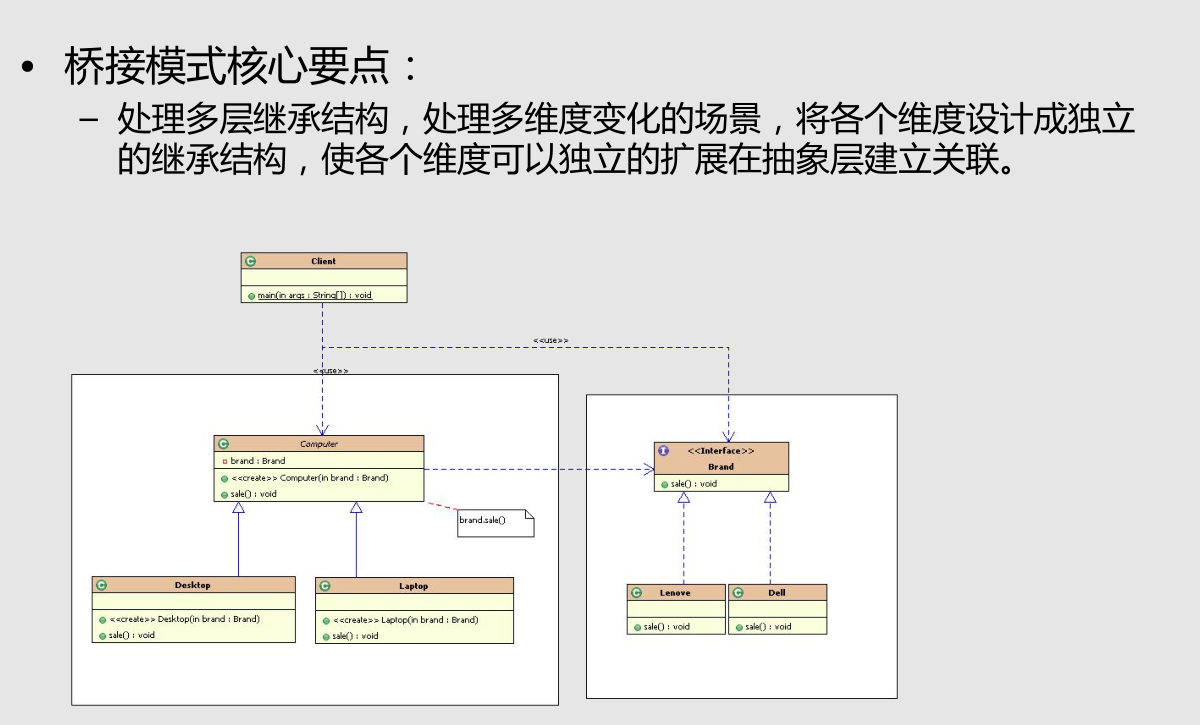 • 桥接模式核心要点：
– 处理多层继承结构，处理多维度变化的场景，将各个维度设计成独立
的继承结构，使各个维度可以独立的扩展在抽象层建立关联。
Client
main(in args : String[]) : void
<<use>>
<<use>>
Computer
brand : Brand
<<create>> Computer(in brand : Brand)
sale() : void
<<Interface>>
Brand
sale() : void
brand.sale()
Desktop
<<create>> Desktop(in brand : Brand)
sale() : void
Laptop
<<create>> Laptop(in brand : Brand)
sale() : void
Lenove
sale() : void
Dell
sale() : void